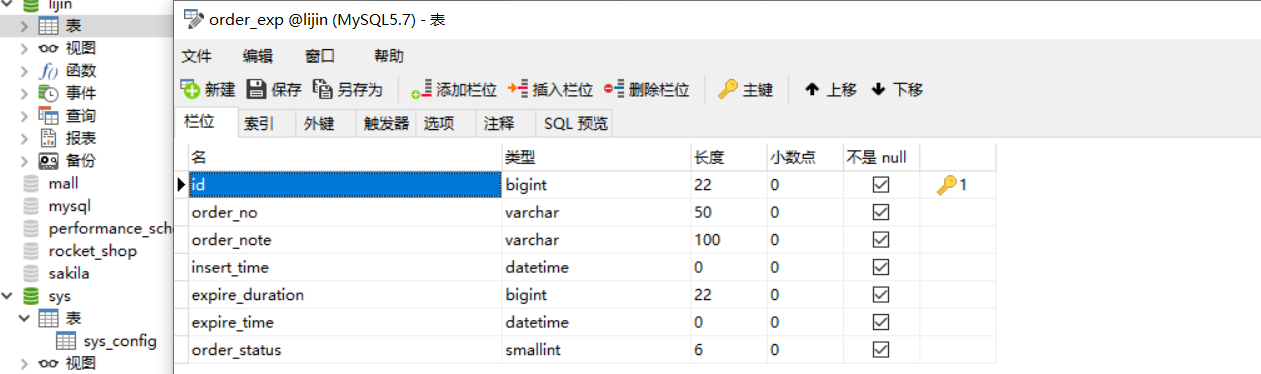 lijin
表
视图
函数
事件
查询
报表
备份
mall
mysql
performance_sch
rocket_shop
sakila
sys
表
sys_config
视图
order_exp @lijin (MySQL5.7) - 表
文件 编辑 窗口 帮助
新建 保存 另存为 添加栏位 插入栏位 删除栏位 主键 上移 下移
栏位 索引 外键 触发器 选项 注释 SQL 预览
名 类型 长度 小数点 不是 null
id bigint 22 0 1
order_no varchar 50 0
order_note varchar 100 0
insert_time datetime 0 0
expire_duration bigint 22 0
expire_time datetime 0 0
order_status smallint 6 0